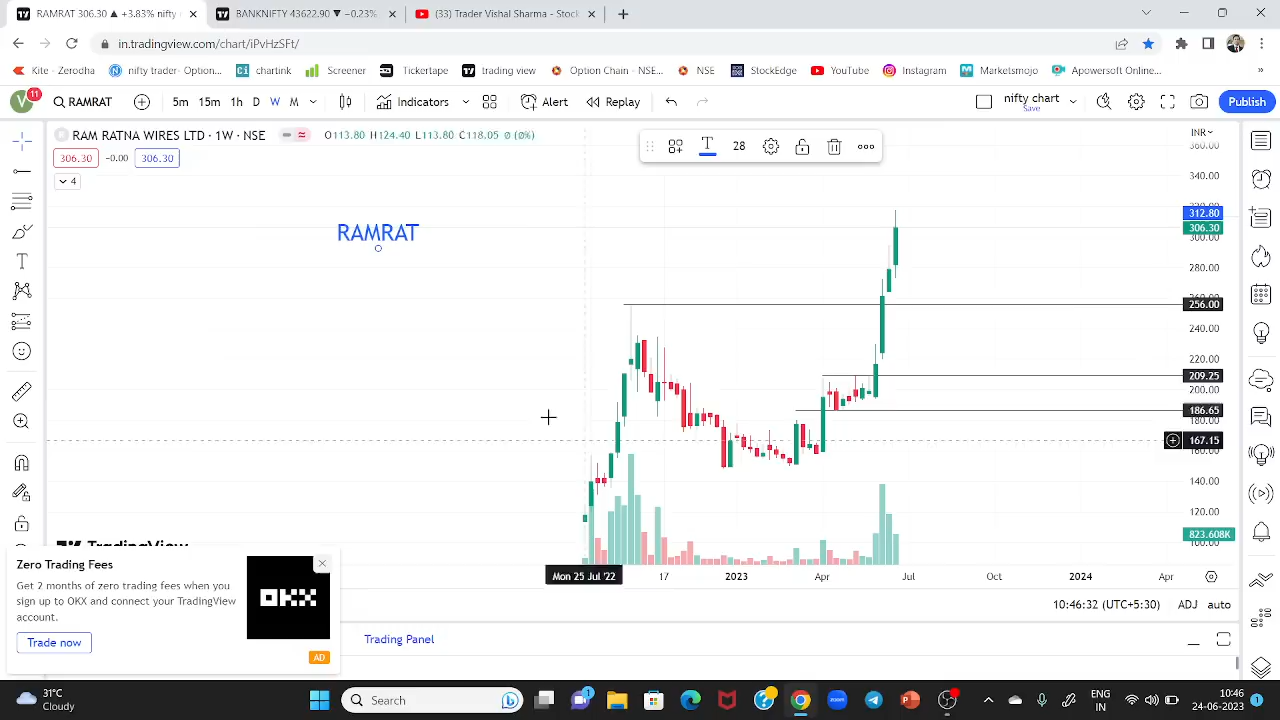 RAMRAT 306.30 ▲ +3.83% nifty
BANKNIFTY 43622.90 ▼ −0.23%
(33) Trader Vishal Sharma - Stock
in.tradingview.com/chart/iPvHzSFt/
Kite - Zerodha
nifty trader- Option...
chartink
Screener
Tickertape
trading view
Option Chain - NSE...
NSE
StockEdge
YouTube
Instagram
Marketsmojo
Apowersoft Online...
»
V 11
RAMRAT
5m 15m 1h D W M
Indicators
Alert
Replay
nifty chart
Save
Publish
RAM RATNA WIRES LTD · 1W · NSE
O113.80 H124.40 L113.80 C118.05 0 (0%)
306.30 -0.00 306.30
4
T 28
INR
RAMRAT
360.00
340.00
312.80
306.30
300.00
280.00
256.00
240.00
220.00
209.25
200.00
186.65
180.00
167.15
160.00
140.00
120.00
823.608K
100.00
TradingView
Mon 25 Jul '22 17 2023 Apr Jul Oct 2024 Apr
Zero Trading Fees
Get 2 months of zero trading fees when you
sign up to OKX and connect your TradingView
account.
Trade now
OKX
AD
10:46:32 (UTC+5:30) ADJ auto
Trading Panel
31°C
Cloudy
Search
1
zoom
ENG
IN
10:46
24-06-2023
1